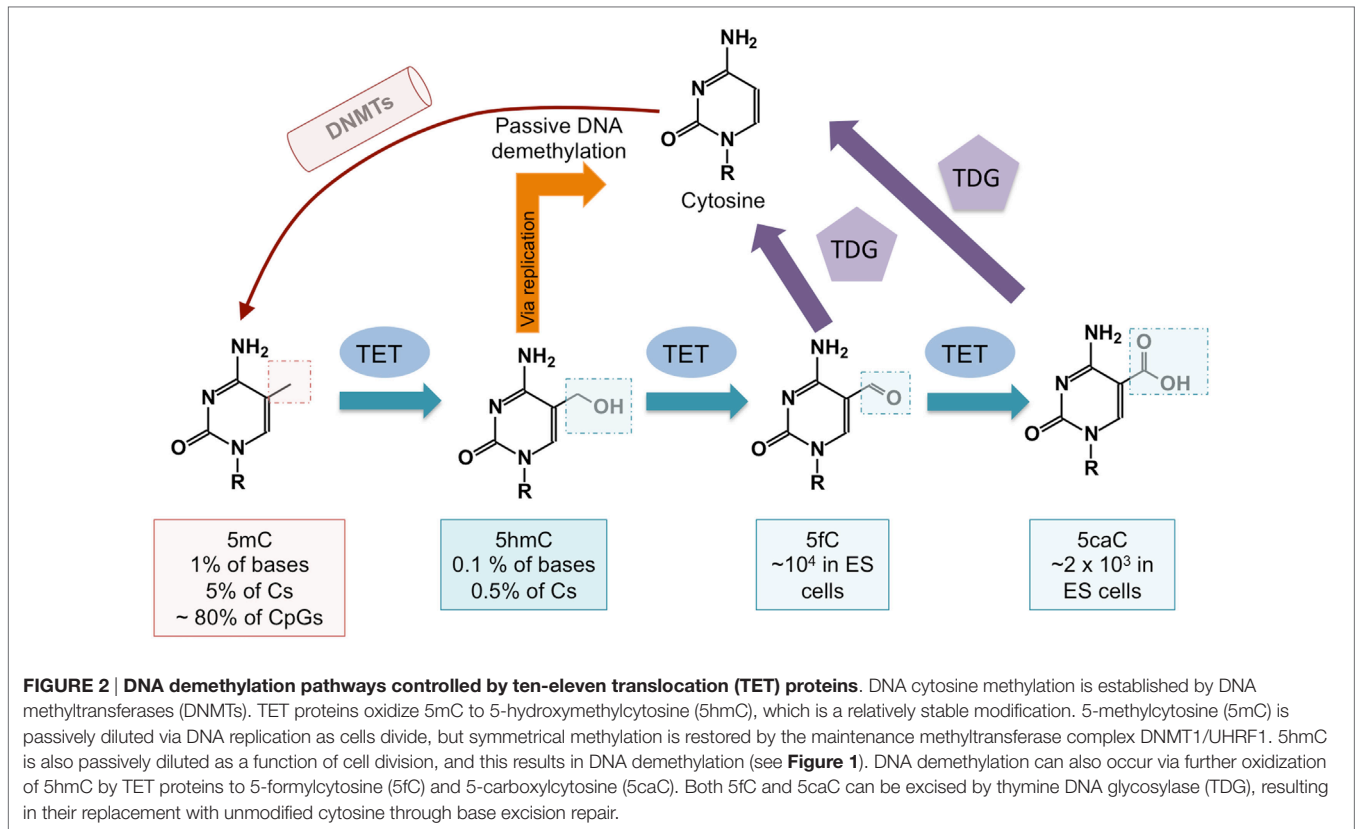 NH₂
N
O
N
R
Cytosine
DNMTs
Passive DNA
demethylation
Via replication
TDG
TDG
NH₂
N
O
N
R
TET
NH₂
OH
N
O
N
R
TET
NH₂
O
N
O
N
R
TET
NH₂
O
OH
N
O
N
R
5mC
1% of bases
5% of Cs
~ 80% of CpGs
5hmC
0.1 % of bases
0.5% of Cs
5fC
~10⁴ in ES
cells
5caC
~2 x 10³ in
ES cells
FIGURE 2 | DNA demethylation pathways controlled by ten-eleven translocation (TET) proteins. DNA cytosine methylation is established by DNA
methyltransferases (DNMTs). TET proteins oxidize 5mC to 5-hydroxymethylcytosine (5hmC), which is a relatively stable modification. 5-methylcytosine (5mC) is
passively diluted via DNA replication as cells divide, but symmetrical methylation is restored by the maintenance methyltransferase complex DNMT1/UHRF1. 5hmC
is also passively diluted as a function of cell division, and this results in DNA demethylation (see Figure 1). DNA demethylation can also occur via further oxidization
of 5hmC by TET proteins to 5-formylcytosine (5fC) and 5-carboxylcytosine (5caC). Both 5fC and 5caC can be excised by thymine DNA glycosylase (TDG), resulting
in their replacement with unmodified cytosine through base excision repair.